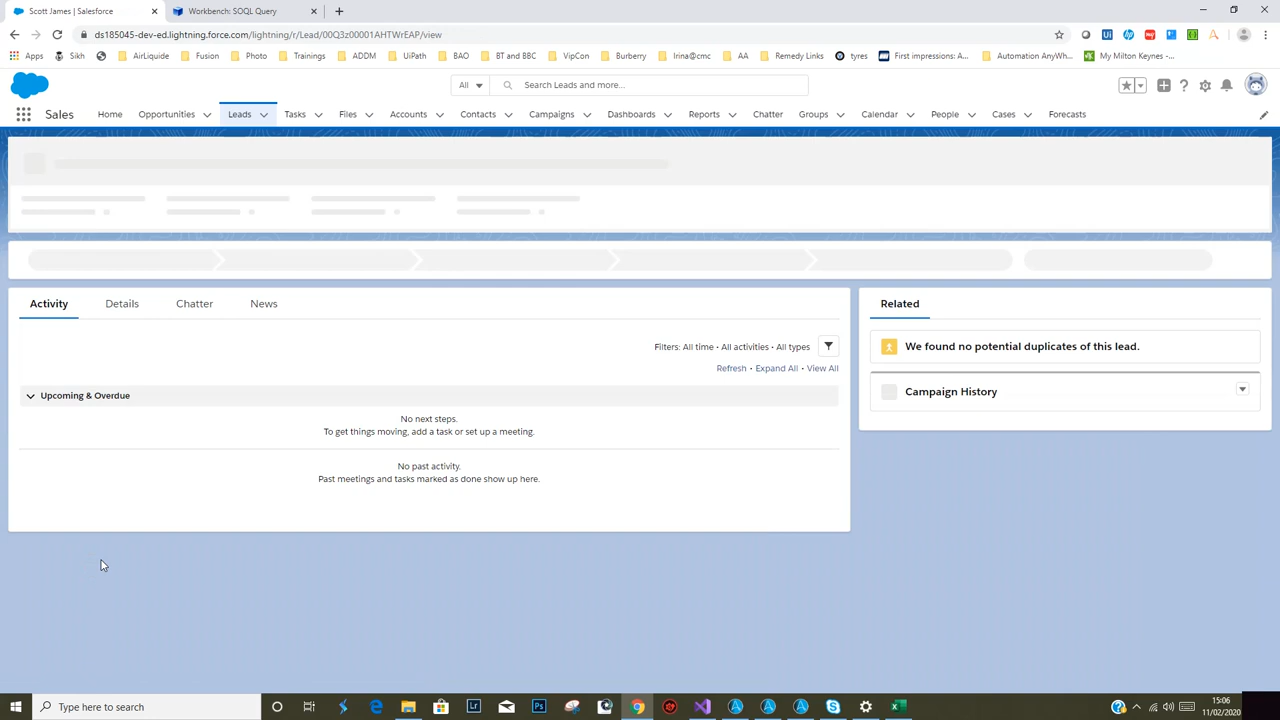 Scott James | Salesforce
Workbench: SOQL Query
ds185045-dev-ed.lightning.force.com/lightning/r/Lead/00Q3z00001AHTWrEAP/view
Apps Sikh AirLiquide Fusion Photo Trainings ADDM UiPath BAO BT and BBC VipCon Burberry Irina@cmc AA Remedy Links tyres First impressions: A... Automation AnyWh... My Milton Keynes -...
All Search Leads and more...
Sales Home Opportunities Leads Tasks Files Accounts Contacts Campaigns Dashboards Reports Chatter Groups Calendar People Cases Forecasts
Activity Details Chatter News
Filters: All time • All activities • All types
Refresh • Expand All • View All
Upcoming & Overdue
No next steps.
To get things moving, add a task or set up a meeting.
No past activity.
Past meetings and tasks marked as done show up here.
Related
We found no potential duplicates of this lead.
Campaign History
Type here to search
15:06
11/02/2020